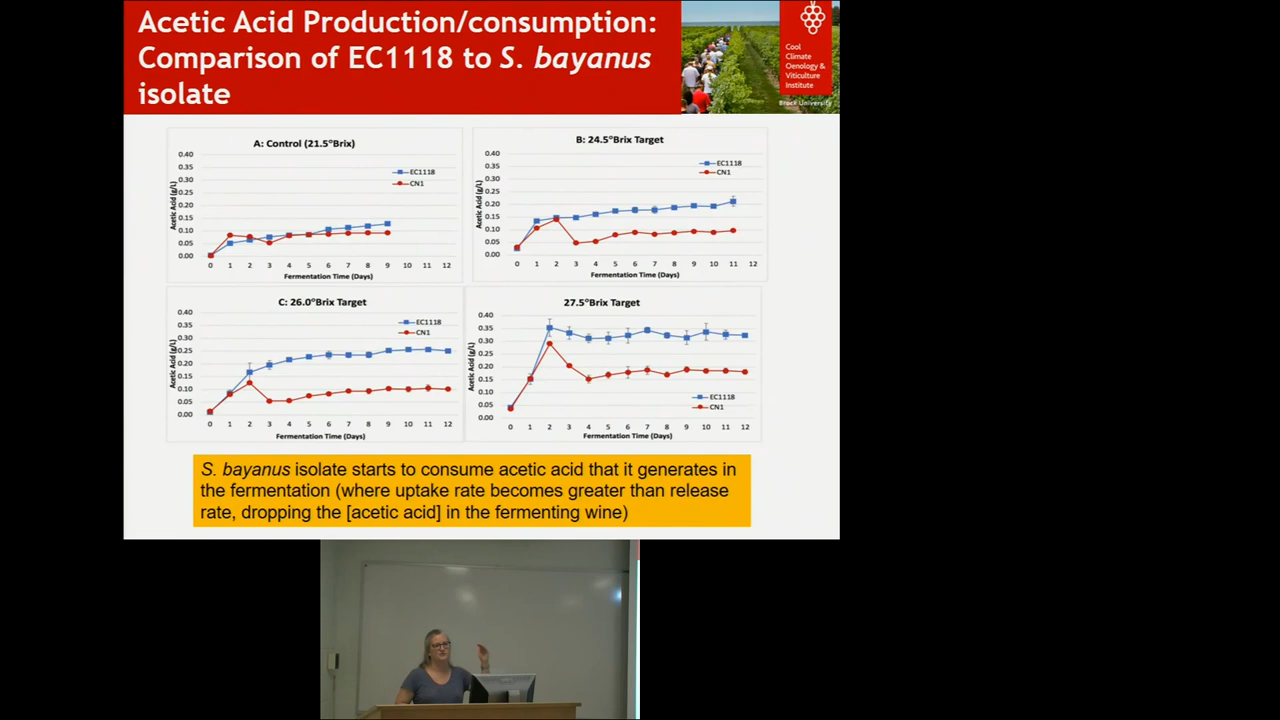 Acetic Acid Production/consumption:
Comparison of EC1118 to S. bayanus
isolate
Cool
Climate
Oenology &
Viticulture
Institute
Brock University
A: Control (21.5°Brix)
0.40
0.35
0.30
0.25
0.20
0.15
0.10
0.05
0.00
Acetic Acid (g/L)
EC1118
CN1
0 1 2 3 4 5 6 7 8 9 10 11 12
Fermentation Time (Days)
B: 24.5°Brix Target
0.40
0.35
0.30
0.25
0.20
0.15
0.10
0.05
0.00
Acetic Acid (g/L)
EC1118
CN1
0 1 2 3 4 5 6 7 8 9 10 11 12
Fermentation Time (Days)
C: 26.0°Brix Target
0.40
0.35
0.30
0.25
0.20
0.15
0.10
0.05
0.00
Acetic Acid (g/L)
EC1118
CN1
0 1 2 3 4 5 6 7 8 9 10 11 12
Fermentation Time (Days)
27.5°Brix Target
0.40
0.35
0.30
0.25
0.20
0.15
0.10
0.05
0.00
Acetic Acid (g/L)
EC1118
CN1
0 1 2 3 4 5 6 7 8 9 10 11 12
Fermentation Time (Days)
S. bayanus isolate starts to consume acetic acid that it generates in
the fermentation (where uptake rate becomes greater than release
rate, dropping the [acetic acid] in the fermenting wine)